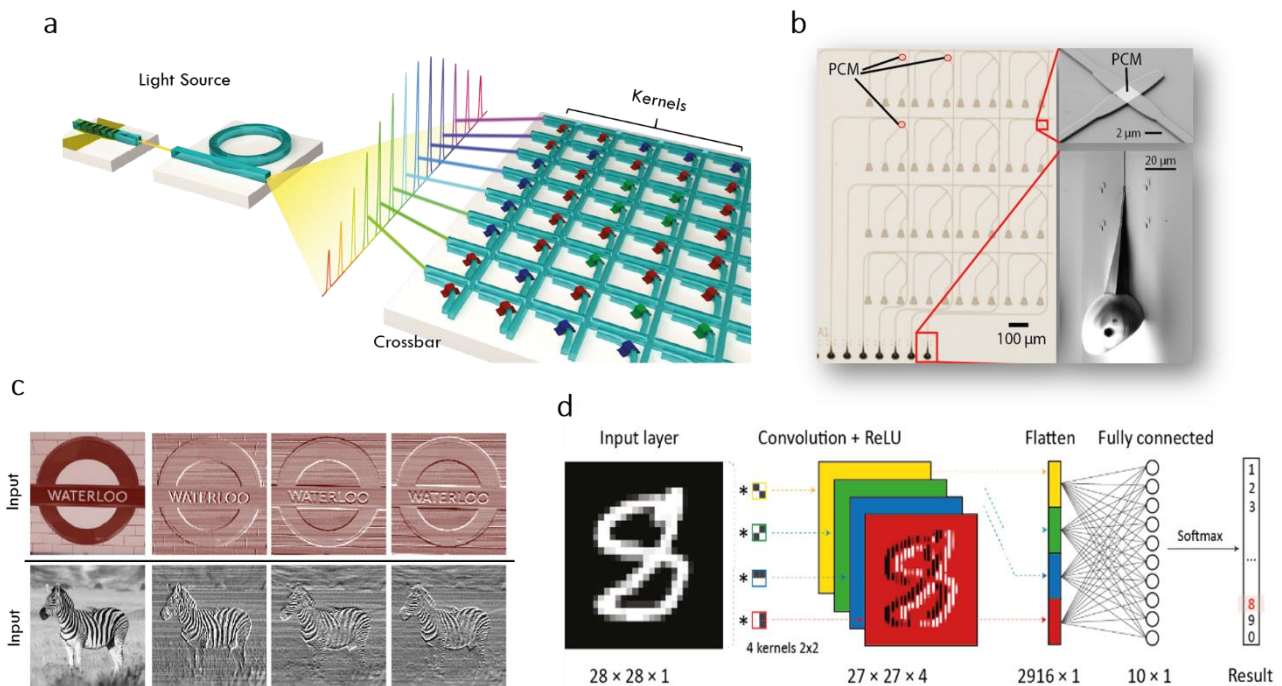 a
Light Source
Kernels
Crossbar
b
PCM
PCM
2 µm
20 µm
100 µm
c
Input
WATERLOO
WATERLOO
WATERLOO
WATERLOO
Input
d
Input layer
Convolution + ReLU
Flatten
Fully connected
*
*
*
*
4 kernels 2x2
Softmax
1
2
3
...
8
9
0
28 × 28 × 1
27 × 27 × 4
2916 × 1
10 × 1
Result